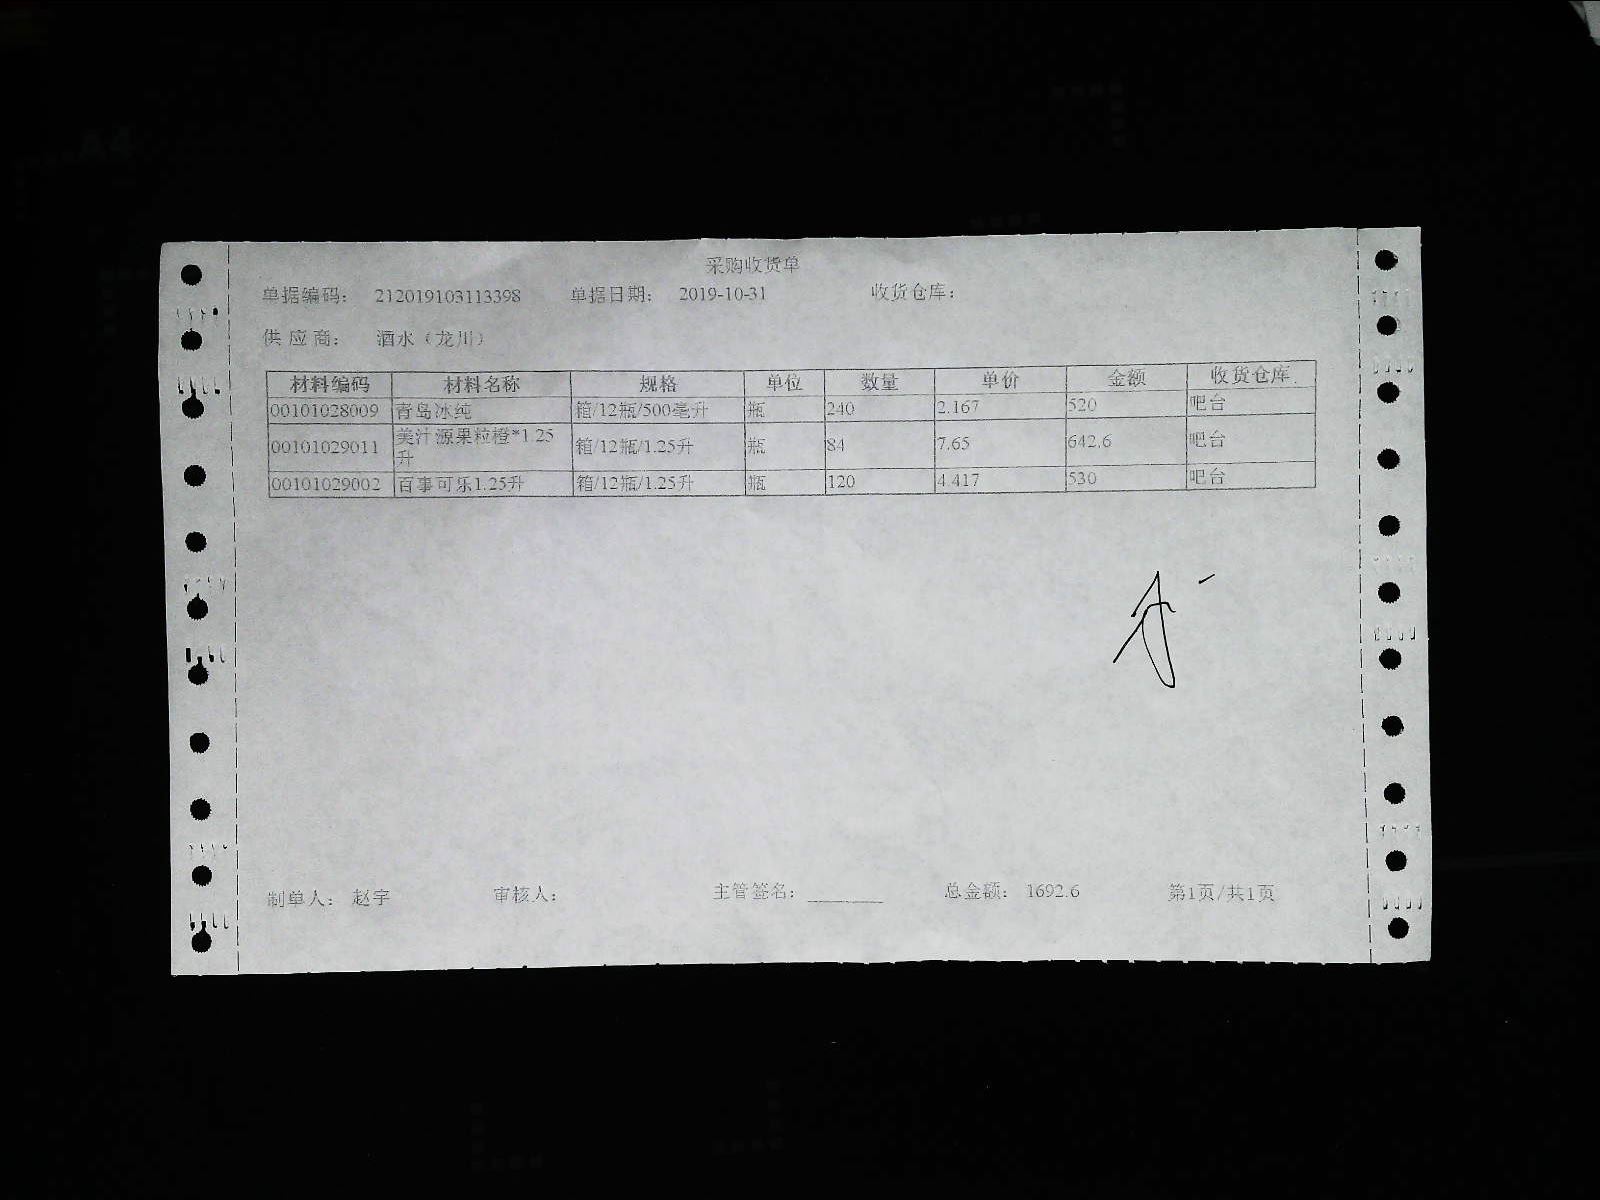 采购收货单
单据编码: 212019103113398 单据日期: 2019-10-31 收货仓库:
供应商: 酒水（龙川）
材料编码 材料名称 规格 单位 数量 单价 金额 收货仓库
00101028009 青岛冰纯 箱/12瓶/500毫升 瓶 240 2.167 520 吧台
00101029011 美汁源果粒橙*1.25升 箱/12瓶/1.25升 瓶 84 7.65 642.6 吧台
00101029002 百事可乐1.25升 箱/12瓶/1.25升 瓶 120 4.417 530 吧台
制单人: 赵宇 审核人: 主管签名: 总金额: 1692.6 第1页/共1页